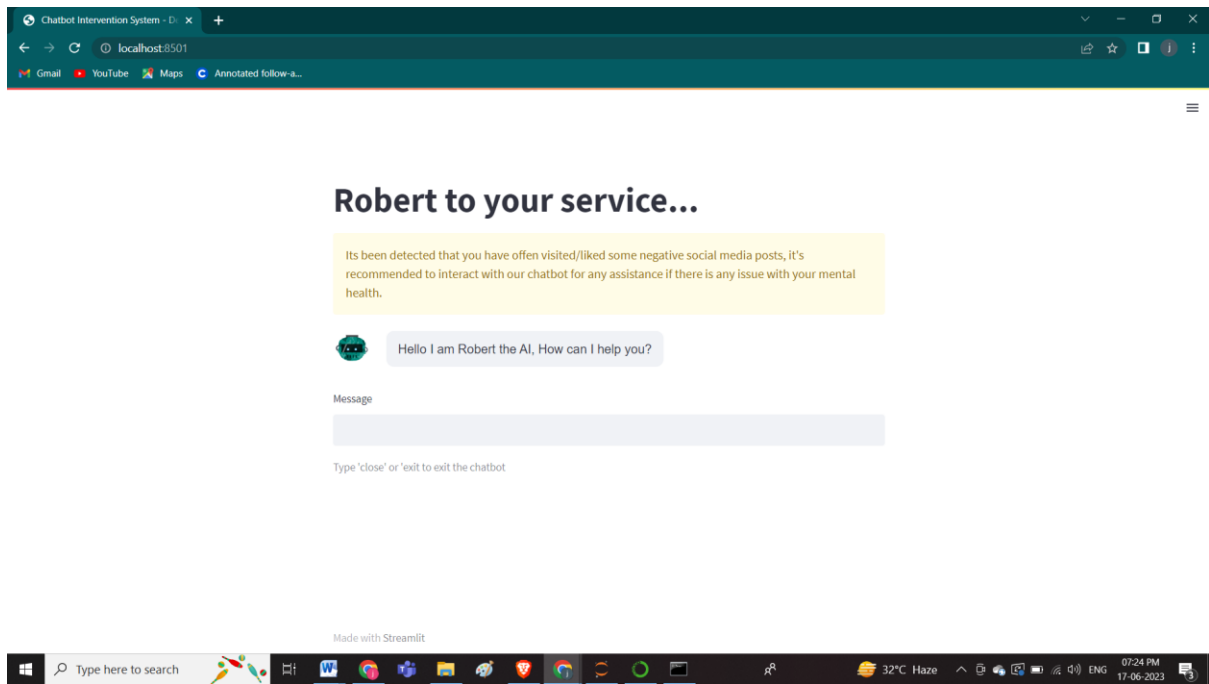 Chatbot Intervention System - D
localhost:8501
Gmail YouTube Maps Annotated follow-a...
Robert to your service...
Its been detected that you have offen visited/liked some negative social media posts, it's
recommended to interact with our chatbot for any assistance if there is any issue with your mental
health.
Hello I am Robert the AI, How can I help you?
Message
Type 'close' or 'exit to exit the chatbot
Made with Streamlit
Type here to search
32°C Haze
ENG
07:24 PM
17-06-2023
3